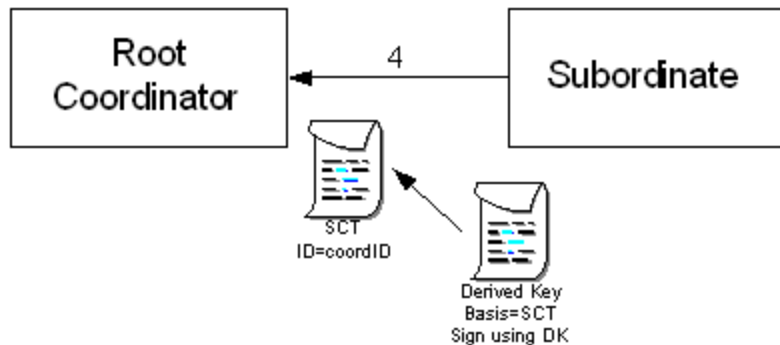 Root
Coordinator
4
Subordinate
SCT
ID=coordID
Derived Key
Basis=SCT
Sign using DK